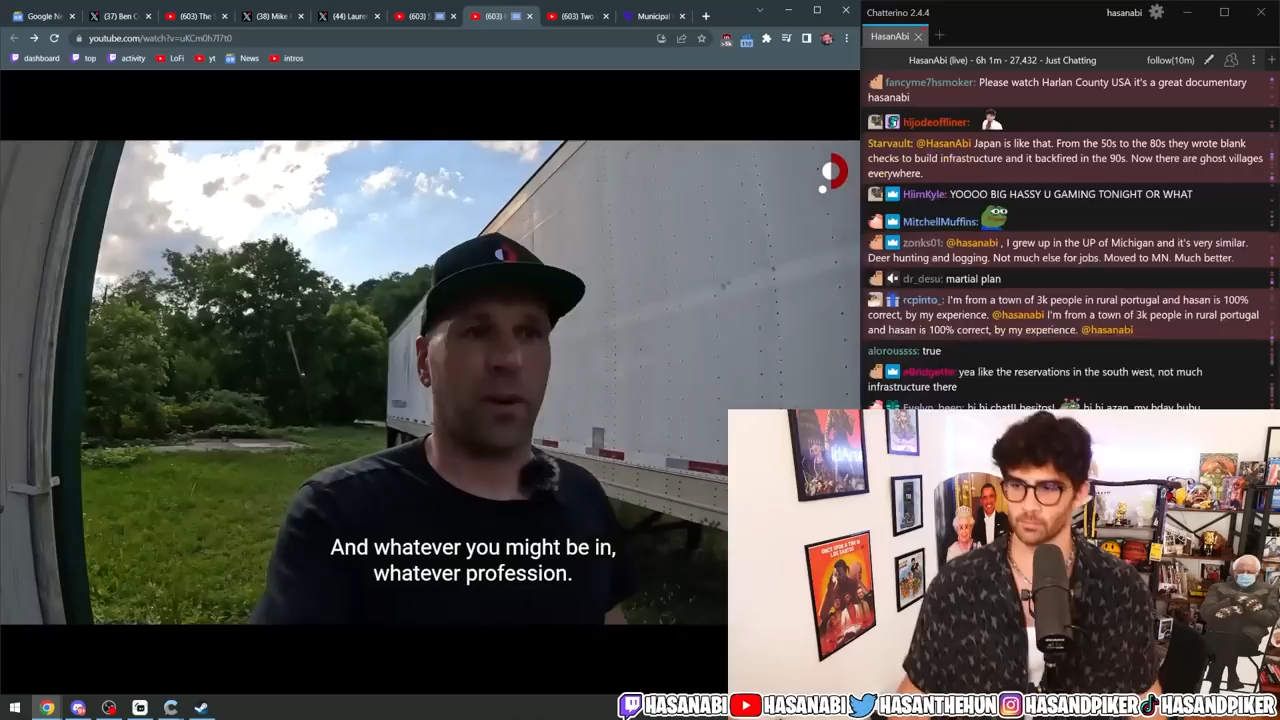 Google Ne
(37) Ben C
(603) The S
(38) Mike
(44) Laure
(603) S
(603)
(603) Two
Municipal
youtube.com/watch?v=uKCm0h7I7t0
dashboard
top
activity
LoFi
yt
News
intros
And whatever you might be in,
whatever profession.
Chatterino 2.4.4
hasanabi
HasanAbi
HasanAbi (live) - 6h 1m - 27,432 - Just Chatting
follow(10m)
fancyme7hsmoker: Please watch Harlan County USA it's a great documentary
hasanabi
hijodeoffliner:
Starvault: @HasanAbi Japan is like that. From the 50s to the 80s they wrote blank
checks to build infrastructure and it backfired in the 90s. Now there are ghost villages
everywhere.
HiimKyle: YOOOO BIG HASSY U GAMING TONIGHT OR WHAT
MitchellMuffins:
zonks01: @hasanabi , I grew up in the UP of Michigan and it's very similar.
Deer hunting and logging. Not much else for jobs. Moved to MN. Much better.
dr_desu: martial plan
rcpinto_: I'm from a town of 3k people in rural portugal and hasan is 100%
correct, by my experience. @hasanabi I'm from a town of 3k people in rural portugal
and hasan is 100% correct, by my experience. @hasanabi
aloroussss: true
eBridgette: yea like the reservations in the south west, not much
infrastructure there
HASANABI
HASANABI
HASANTHEHUN
HASANDPIKER
HASANDPIKER